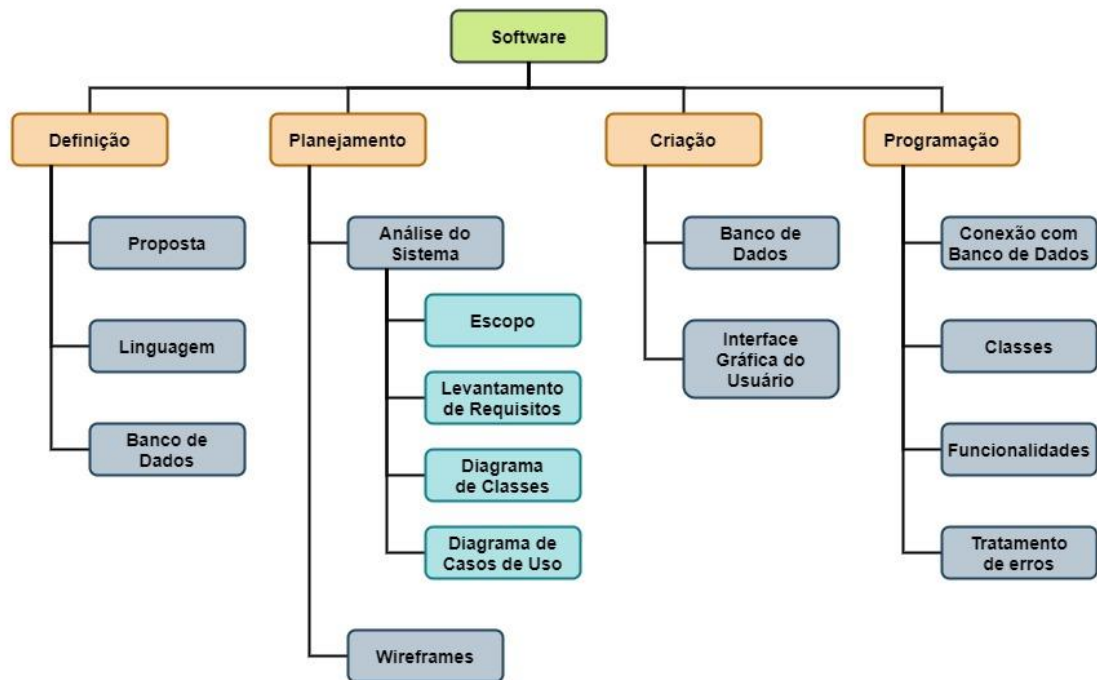 Software
Definição
Planejamento
Criação
Programação
Proposta
Linguagem
Banco de
Dados
Análise do
Sistema
Escopo
Levantamento
de Requisitos
Diagrama
de Classes
Diagrama de
Casos de Uso
Wireframes
Banco de
Dados
Interface
Gráfica do
Usuário
Conexão com
Banco de Dados
Classes
Funcionalidades
Tratamento
de erros